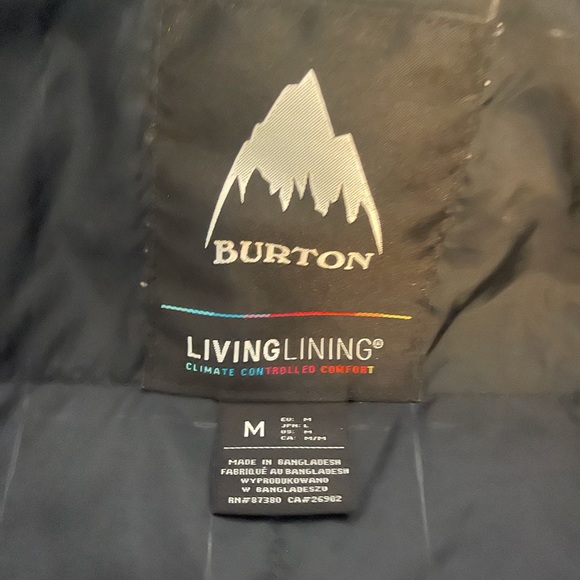 BURTON
LIVINGLINING®
CLIMATE CONTROLLED COMFORT
M
EU: M
JPN: L
US: M
CA: M/M
MADE IN BANGLADESH
FABRIQUÉ AU BANGLADESH
WYPRODUKOWANO
W BANGLADESZU
RN#87380 CA#26902